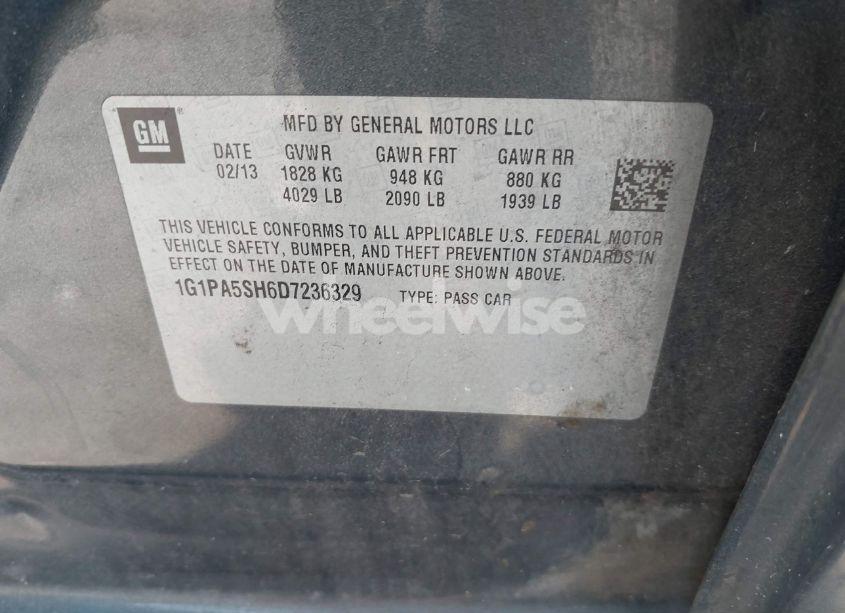 GM ®
MFD BY GENERAL MOTORS LLC
DATE GVWR GAWR FRT GAWR RR
02/13 1828 KG 948 KG 880 KG
4029 LB 2090 LB 1939 LB
THIS VEHICLE CONFORMS TO ALL APPLICABLE U.S. FEDERAL MOTOR
VEHICLE SAFETY, BUMPER, AND THEFT PREVENTION STANDARDS IN
EFFECT ON THE DATE OF MANUFACTURE SHOWN ABOVE.
1G1PA5SH6D7236329 TYPE: PASS CAR
wheelwise